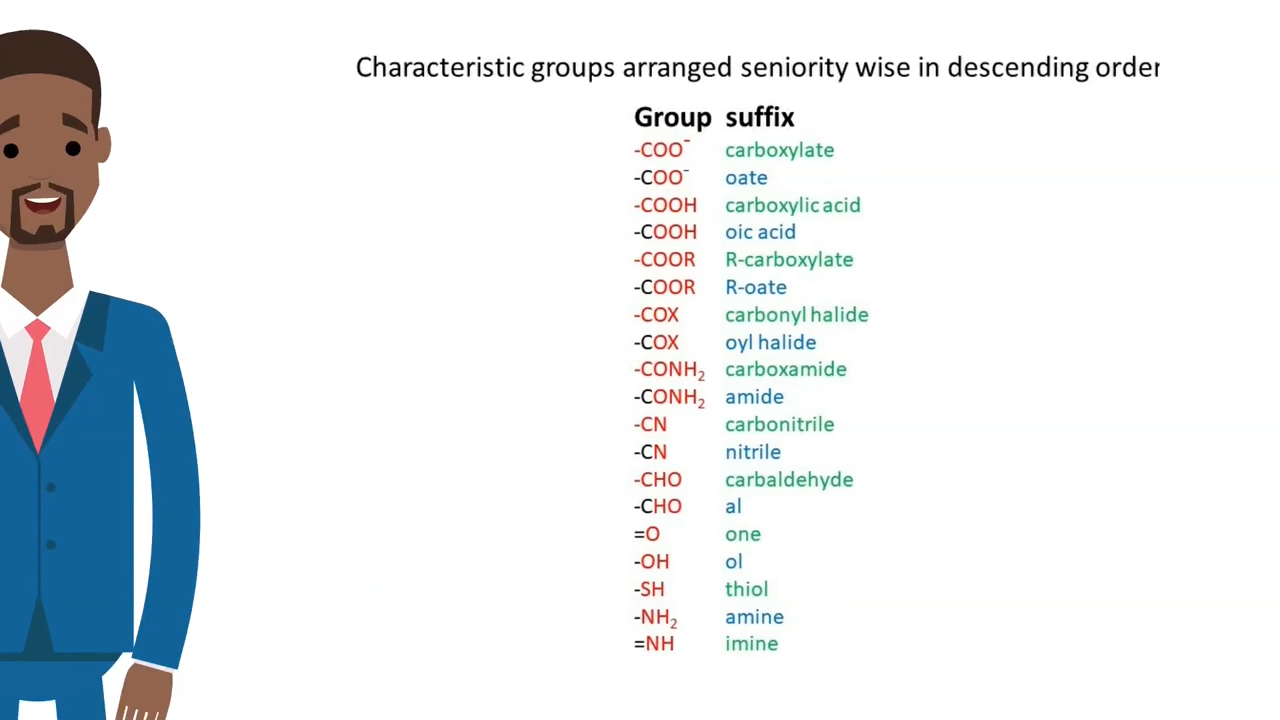 Characteristic groups arranged seniority wise in descending order
Group suffix
-COO⁻ carboxylate
-COO⁻ oate
-COOH carboxylic acid
-COOH oic acid
-COOR R-carboxylate
-COOR R-oate
-COX carbonyl halide
-COX oyl halide
-CONH₂ carboxamide
-CONH₂ amide
-CN carbonitrile
-CN nitrile
-CHO carbaldehyde
-CHO al
=O one
-OH ol
-SH thiol
-NH₂ amine
=NH imine